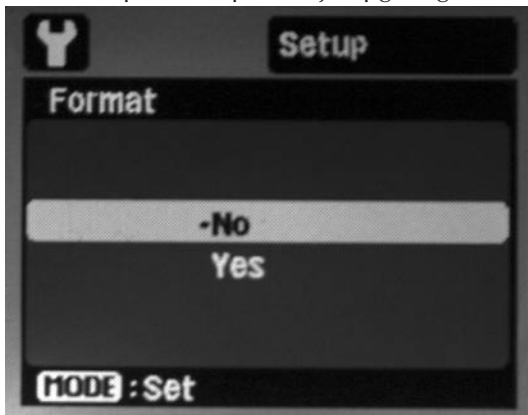 Setup
Format
-No
Yes
MODE :Set